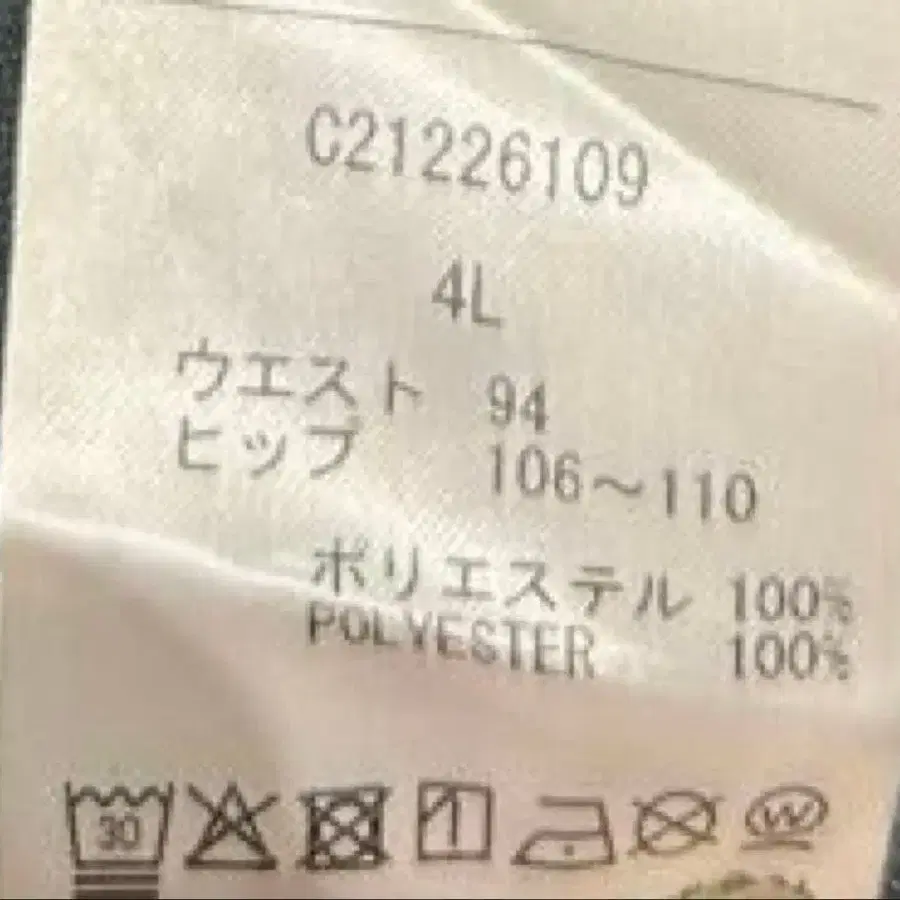 C21226109
4L
ウエスト 94
ヒップ 106～110
ポリエステル 100%
POLYESTER 100%
30
W